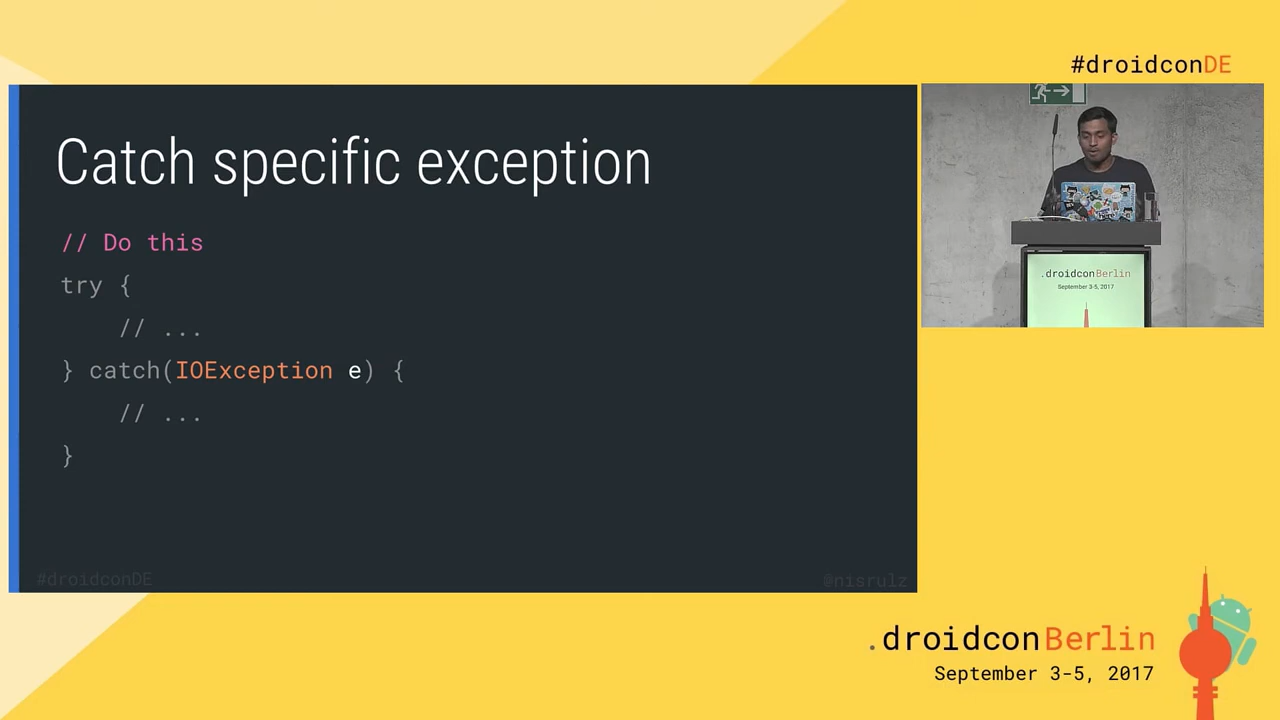 #droidconDE
Catch specific exception
// Do this
try {
    // ...
} catch(IOException e) {
    // ...
}
#droidconDE
@nisrulz
.droidconBerlin
September 3-5, 2017
.droidconBerlin
September 3-5, 2017